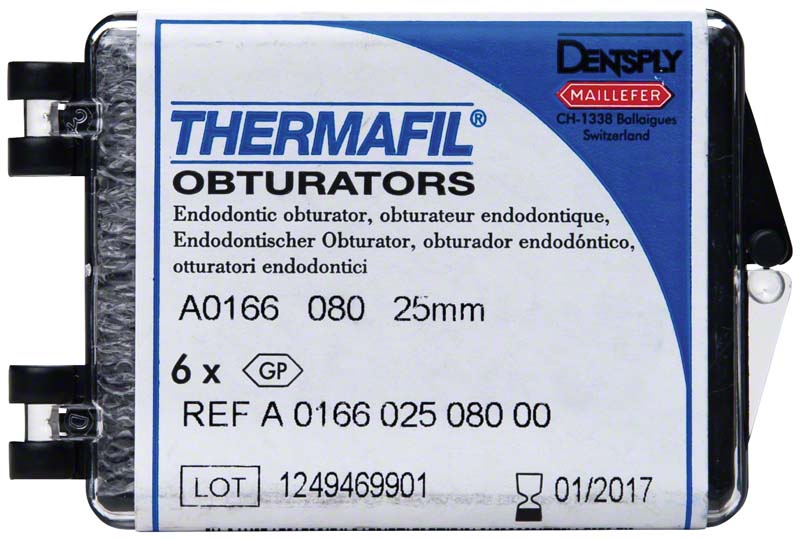 DENTSPLY
MAILLEFER
CH-1338 Ballaigues
Switzerland
THERMAFIL®
OBTURATORS
Endodontic obturator, obturateur endodontique,
Endodontischer Obturator, obturador endodóntico,
otturatori endodontici
A0166 080 25mm
6 x GP
REF A 0166 025 080 00
LOT 1249469901 01/2017